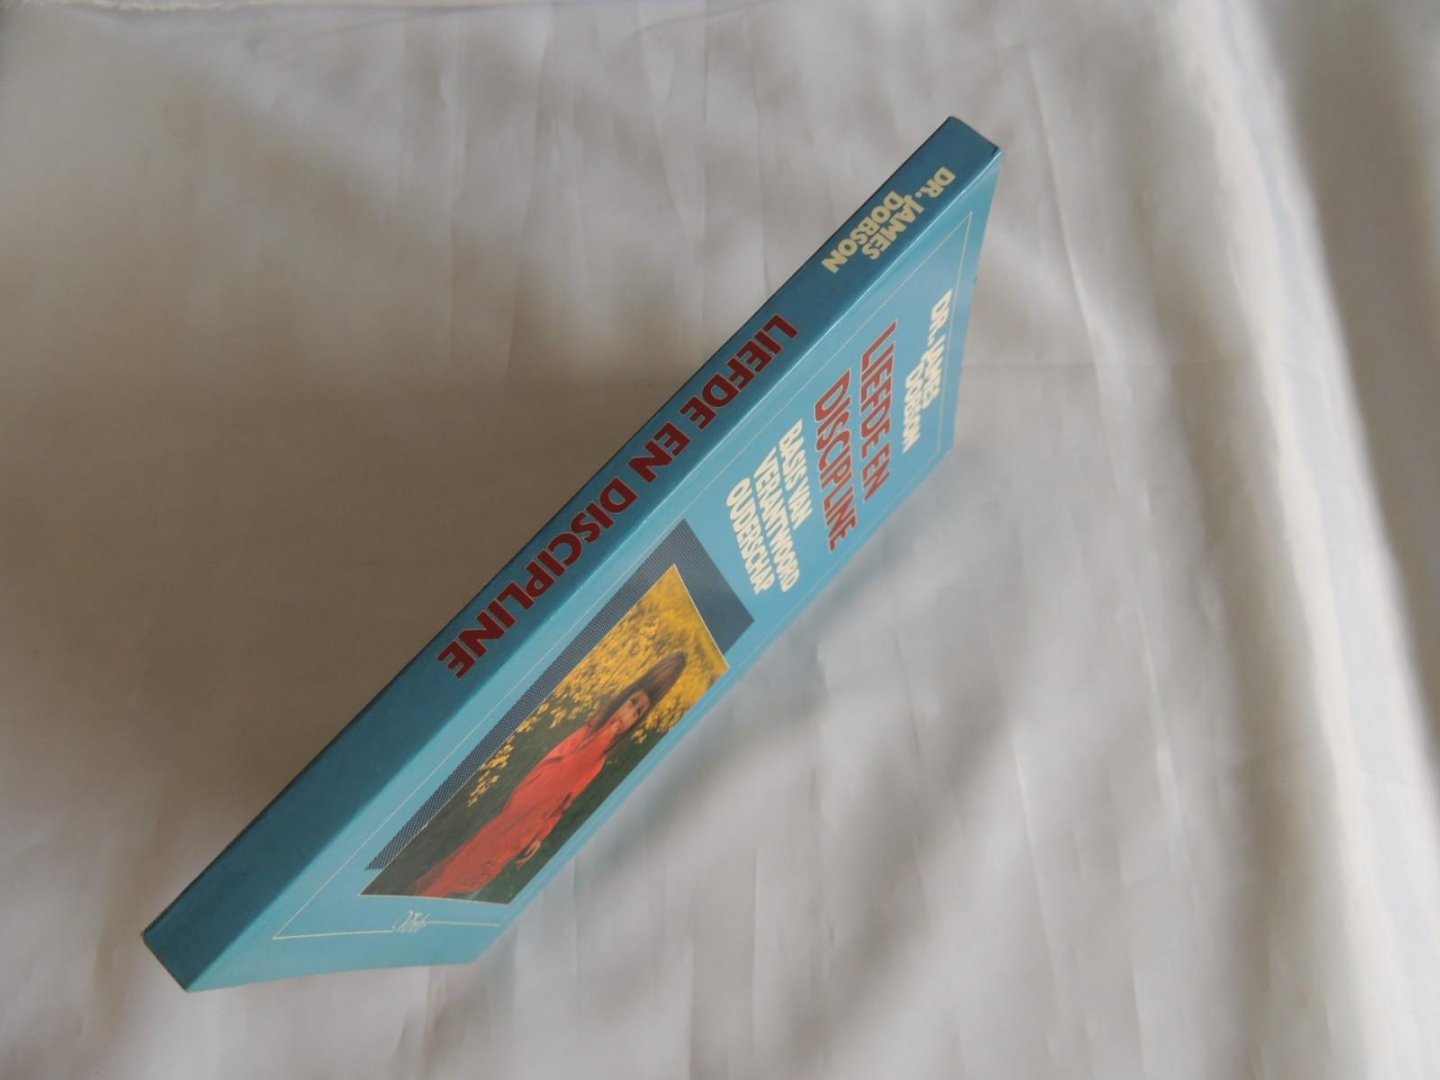 DR. JAMES
DOBSON
LIEFDE EN DISCIPLINE
DR. JAMES
DOBSON
LIEFDE EN
DISCIPLINE
BASIS VAN
VERANTWOORD
OUDERSCHAP